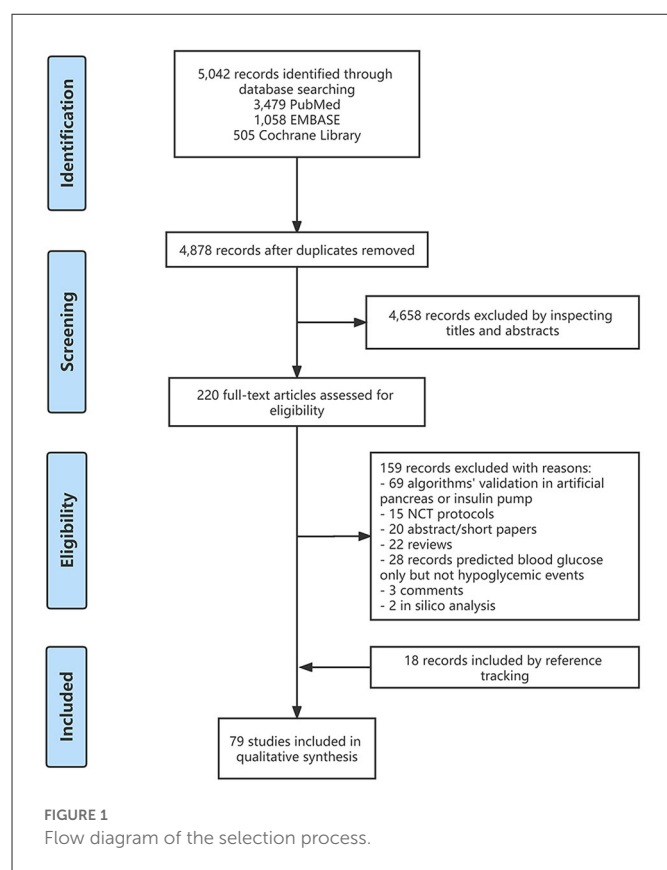 Identification
5,042 records identified through
database searching
3,479 PubMed
1,058 EMBASE
505 Cochrane Library
Screening
4,878 records after duplicates removed
4,658 records excluded by inspecting
titles and abstracts
220 full-text articles assessed for
eligibility
Eligibility
159 records excluded with reasons:
- 69 algorithms' validation in artificial
pancreas or insulin pump
- 15 NCT protocols
- 20 abstract/short papers
- 22 reviews
- 28 records predicted blood glucose
only but not hypoglycemic events
- 3 comments
- 2 in silico analysis
Included
18 records included by reference
tracking
79 studies included in
qualitative synthesis
FIGURE 1
Flow diagram of the selection process.